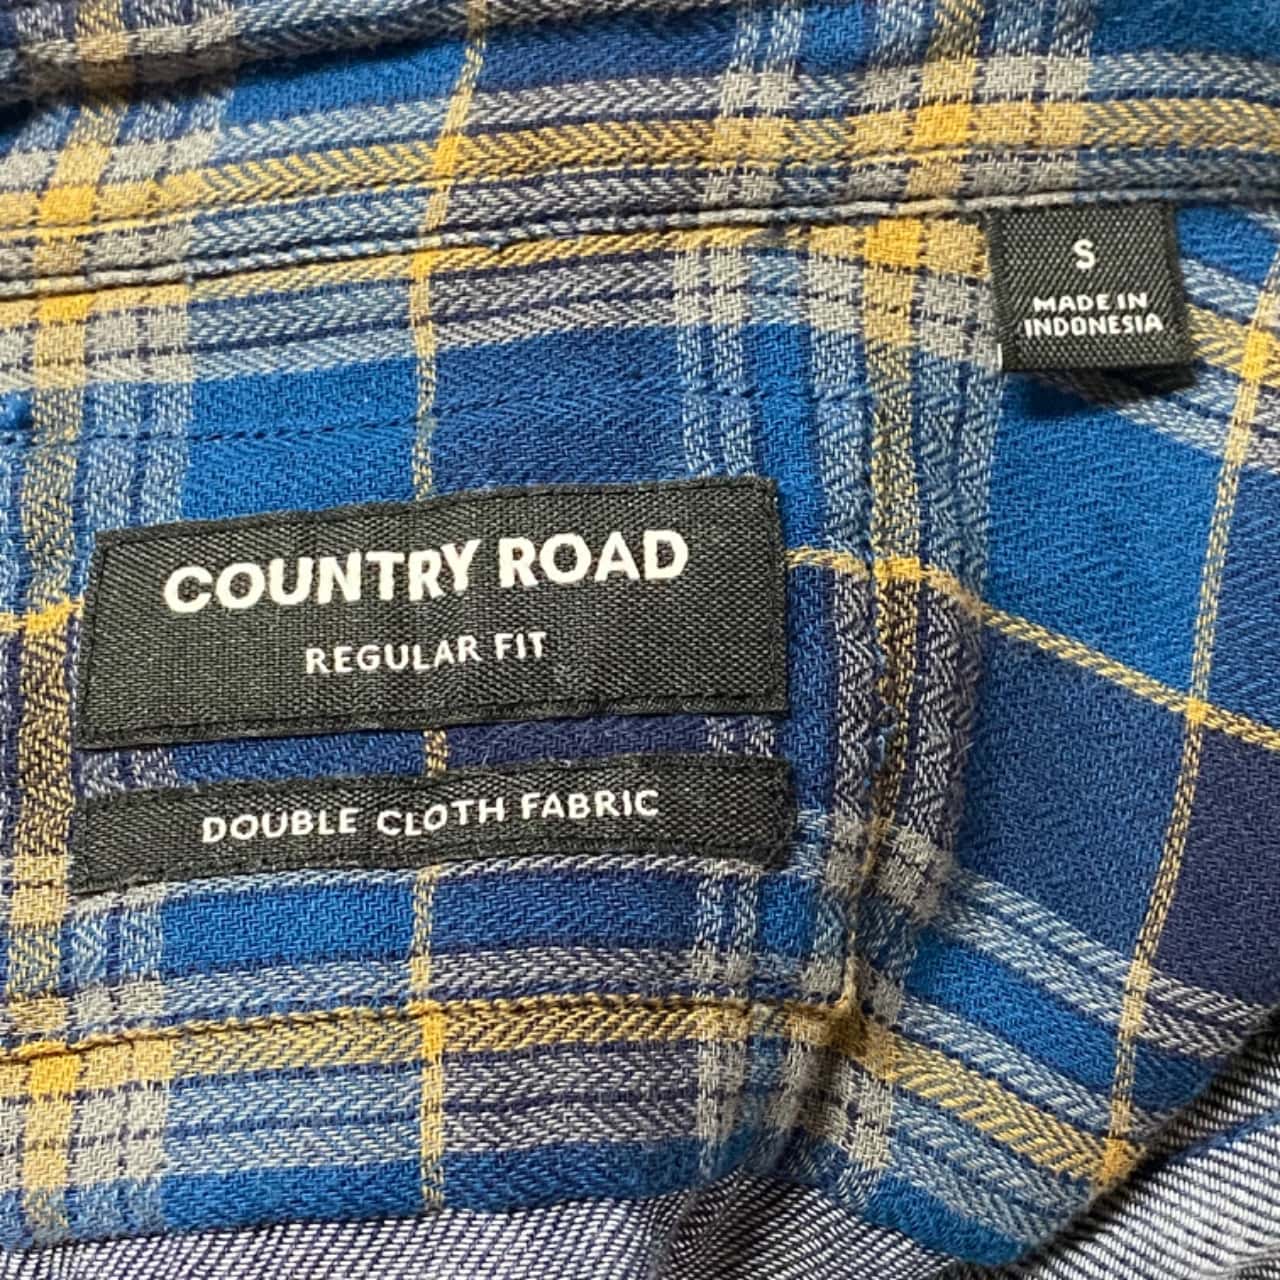 S
MADE IN
INDONESIA
COUNTRY ROAD
REGULAR FIT
DOUBLE CLOTH FABRIC